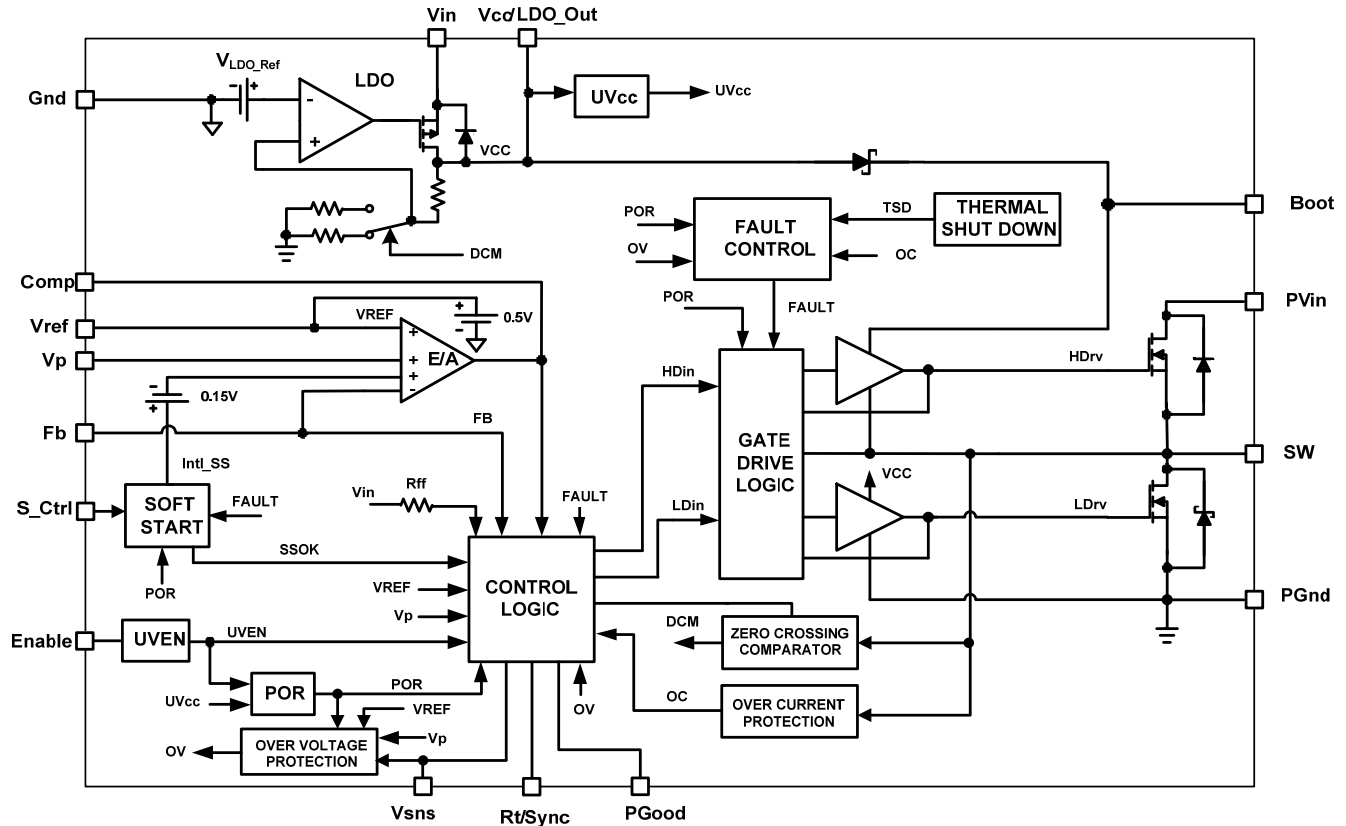 Vin
Vcc/LDO_Out
VLDO_Ref
- +
LDO
Gnd
-
+
UVcc
UVcc
VCC
DCM
POR
OV
FAULT CONTROL
TSD
THERMAL SHUT DOWN
OC
Boot
Comp
Vref
VREF
+
-
0.5V
POR
FAULT
PVin
Vp
E/A
+
+
+
-
-
+
0.15V
HDin
HDrv
Fb
FB
Intl_SS
GATE DRIVE LOGIC
SW
S_Ctrl
SOFT START
FAULT
Vin
Rff
FAULT
LDin
VCC
LDrv
SSOK
POR
VREF
Vp
CONTROL LOGIC
PGnd
Enable
UVEN
UVEN
DCM
ZERO CROSSING COMPARATOR
UVcc
POR
POR
OV
OC
OVER CURRENT PROTECTION
VREF
Vp
OV
OVER VOLTAGE PROTECTION
Vsns
Rt/Sync
PGood